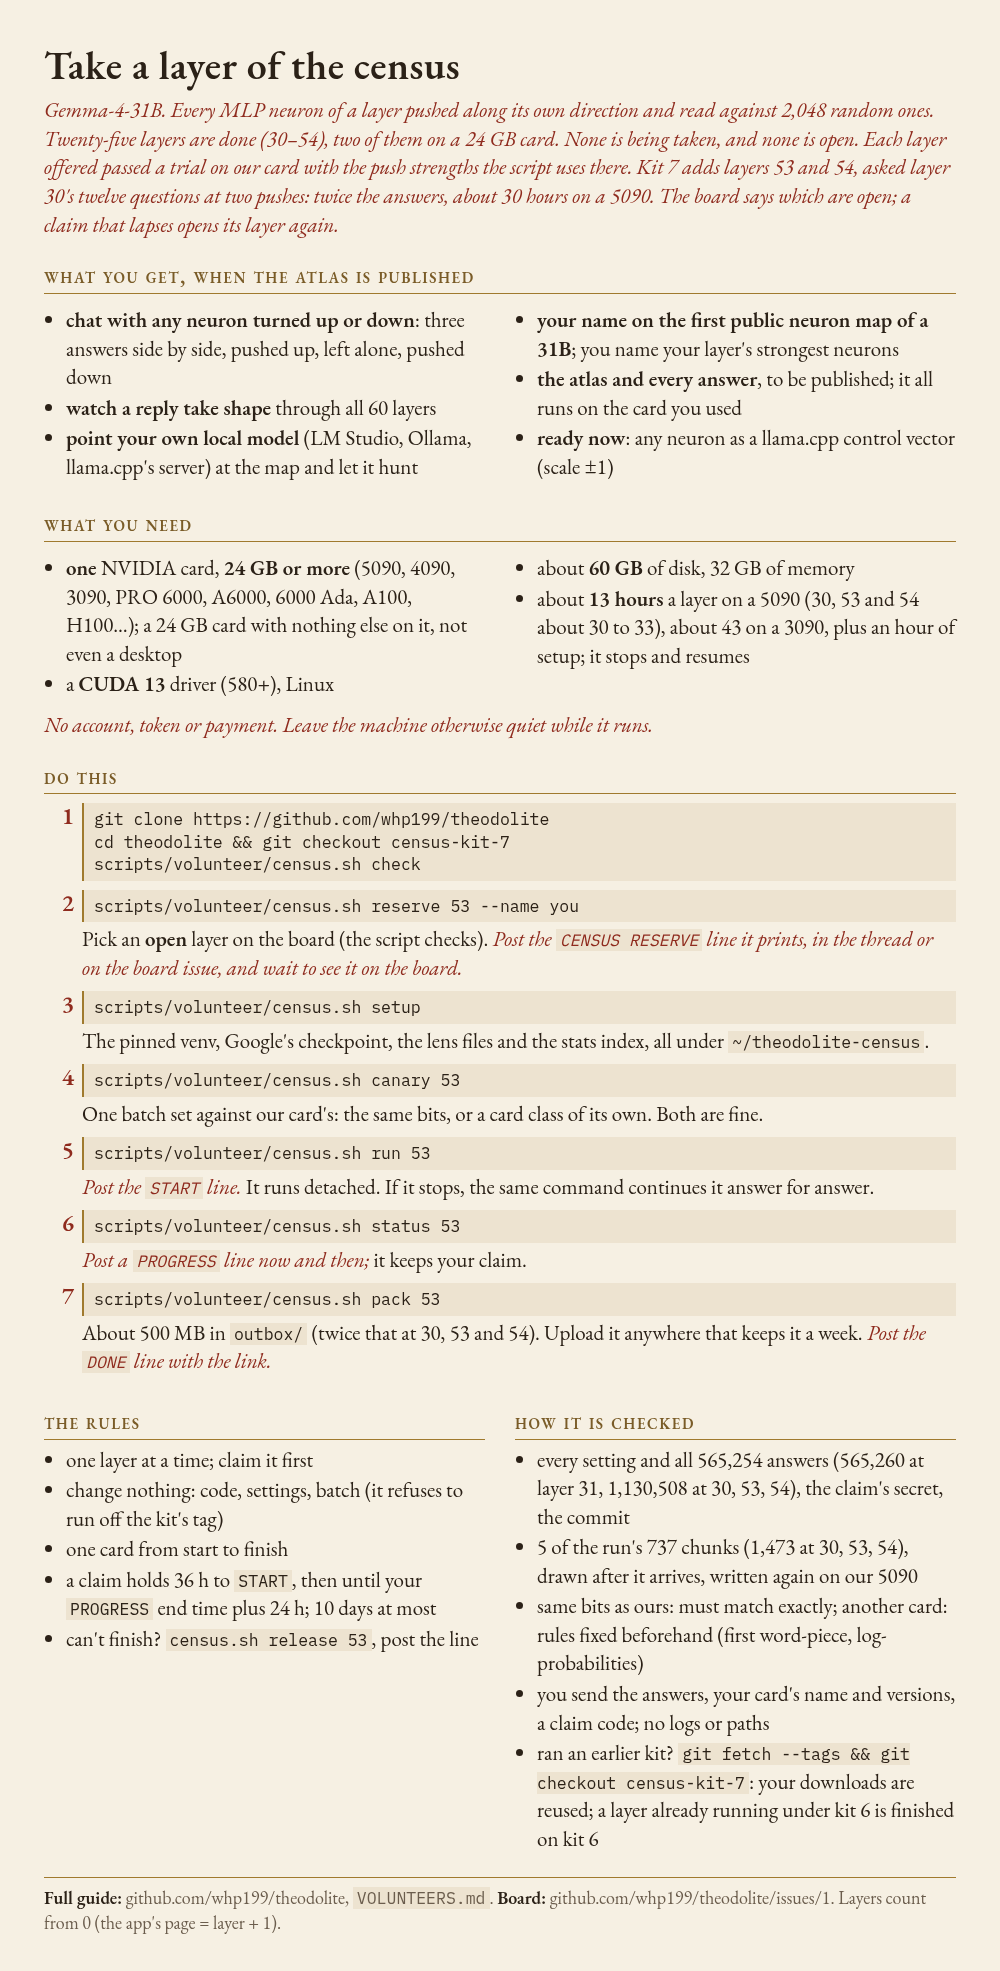 Take a layer of the census
Gemma-4-31B. Every MLP neuron of a layer pushed along its own direction and read against 2,048 random ones.
Twenty-five layers are done (30–54), two of them on a 24 GB card. None is being taken, and none is open. Each layer
offered passed a trial on our card with the push strengths the script uses there. Kit 7 adds layers 53 and 54, asked layer
30's twelve questions at two pushes: twice the answers, about 30 hours on a 5090. The board says which are open; a
claim that lapses opens its layer again.
WHAT YOU GET, WHEN THE ATLAS IS PUBLISHED
• chat with any neuron turned up or down: three
answers side by side, pushed up, left alone, pushed
down
• watch a reply take shape through all 60 layers
• point your own local model (LM Studio, Ollama,
llama.cpp's server) at the map and let it hunt
• your name on the first public neuron map of a
31B; you name your layer's strongest neurons
• the atlas and every answer, to be published; it all
runs on the card you used
• ready now: any neuron as a llama.cpp control vector
(scale ±1)
WHAT YOU NEED
• one NVIDIA card, 24 GB or more (5090, 4090,
3090, PRO 6000, A6000, 6000 Ada, A100,
H100…); a 24 GB card with nothing else on it, not
even a desktop
• a CUDA 13 driver (580+), Linux
• about 60 GB of disk, 32 GB of memory
• about 13 hours a layer on a 5090 (30, 53 and 54
about 30 to 33), about 43 on a 3090, plus an hour of
setup; it stops and resumes
No account, token or payment. Leave the machine otherwise quiet while it runs.
DO THIS
1 git clone https://github.com/whp199/theodolite
cd theodolite && git checkout census-kit-7
scripts/volunteer/census.sh check
2 scripts/volunteer/census.sh reserve 53 --name you
Pick an open layer on the board (the script checks). Post the CENSUS RESERVE line it prints, in the thread or
on the board issue, and wait to see it on the board.
3 scripts/volunteer/census.sh setup
The pinned venv, Google's checkpoint, the lens files and the stats index, all under ~/theodolite-census.
4 scripts/volunteer/census.sh canary 53
One batch set against our card's: the same bits, or a card class of its own. Both are fine.
5 scripts/volunteer/census.sh run 53
Post the START line. It runs detached. If it stops, the same command continues it answer for answer.
6 scripts/volunteer/census.sh status 53
Post a PROGRESS line now and then; it keeps your claim.
7 scripts/volunteer/census.sh pack 53
About 500 MB in outbox/ (twice that at 30, 53 and 54). Upload it anywhere that keeps it a week. Post the
DONE line with the link.
THE RULES
• one layer at a time; claim it first
• change nothing: code, settings, batch (it refuses to
run off the kit's tag)
• one card from start to finish
• a claim holds 36 h to START, then until your
PROGRESS end time plus 24 h; 10 days at most
• can't finish? census.sh release 53, post the line
HOW IT IS CHECKED
• every setting and all 565,254 answers (565,260 at
layer 31, 1,130,508 at 30, 53, 54), the claim's secret,
the commit
• 5 of the run's 737 chunks (1,473 at 30, 53, 54),
drawn after it arrives, written again on our 5090
• same bits as ours: must match exactly; another card:
rules fixed beforehand (first word-piece, log-
probabilities)
• you send the answers, your card's name and versions,
a claim code; no logs or paths
• ran an earlier kit? git fetch --tags && git
checkout census-kit-7: your downloads are
reused; a layer already running under kit 6 is finished
on kit 6
Full guide: github.com/whp199/theodolite, VOLUNTEERS.md. Board: github.com/whp199/theodolite/issues/1. Layers count
from 0 (the app's page = layer + 1).